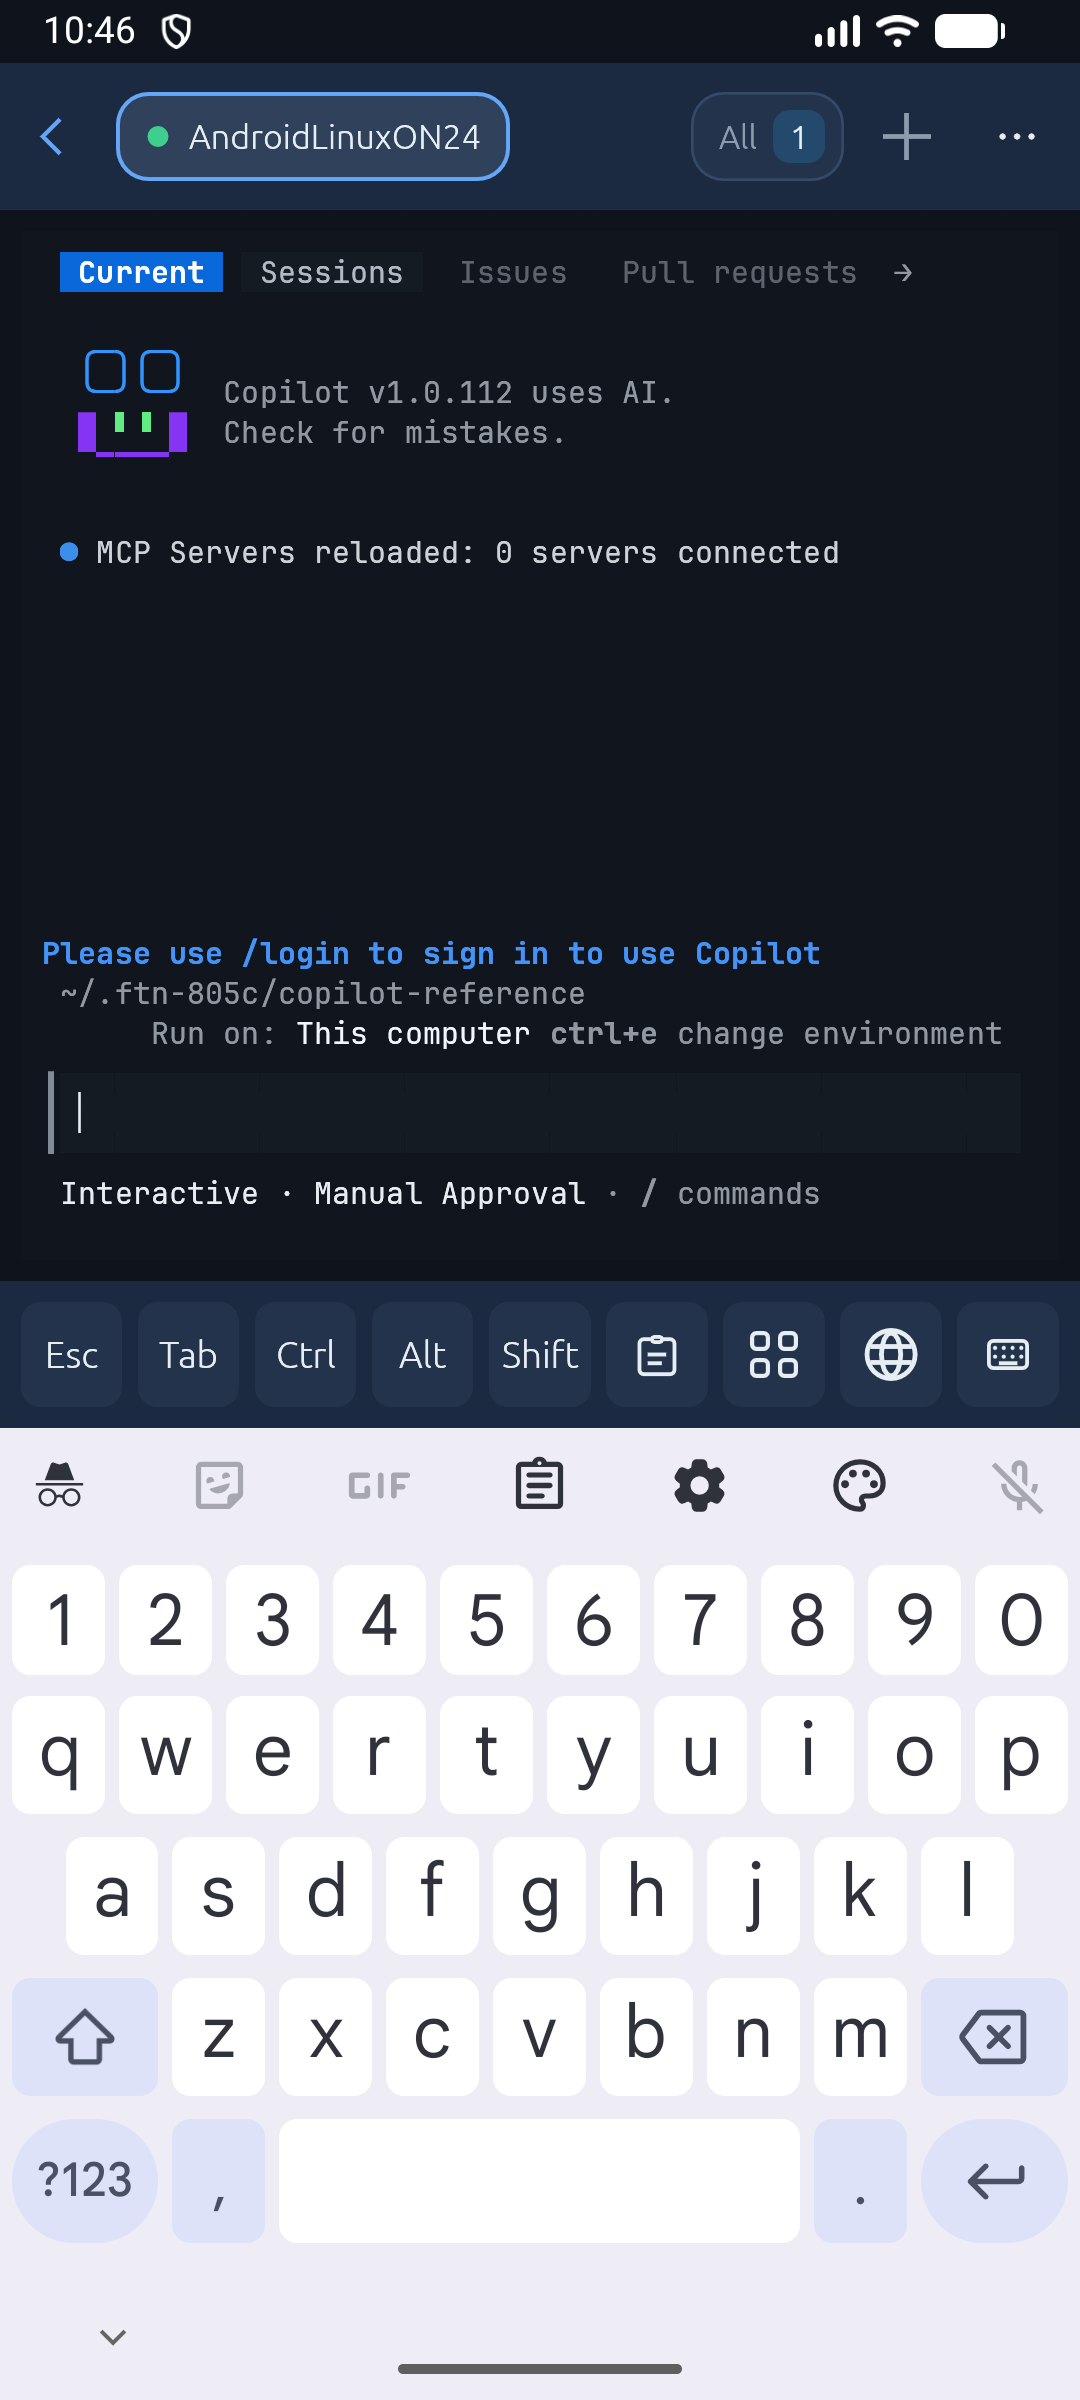 10:46
AndroidLinuxON24
All 1
Current Sessions Issues Pull requests →
Copilot v1.0.112 uses AI.
Check for mistakes.
● MCP Servers reloaded: 0 servers connected
Please use /login to sign in to use Copilot
~/.ftn-805c/copilot-reference
Run on: This computer ctrl+e change environment
Interactive · Manual Approval · / commands
Esc Tab Ctrl Alt Shift
GIF
1 2 3 4 5 6 7 8 9 0
q w e r t y u i o p
a s d f g h j k l
z x c v b n m
?123 , .